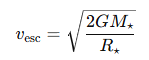 v_esc = √(2GM⋆ / R⋆)